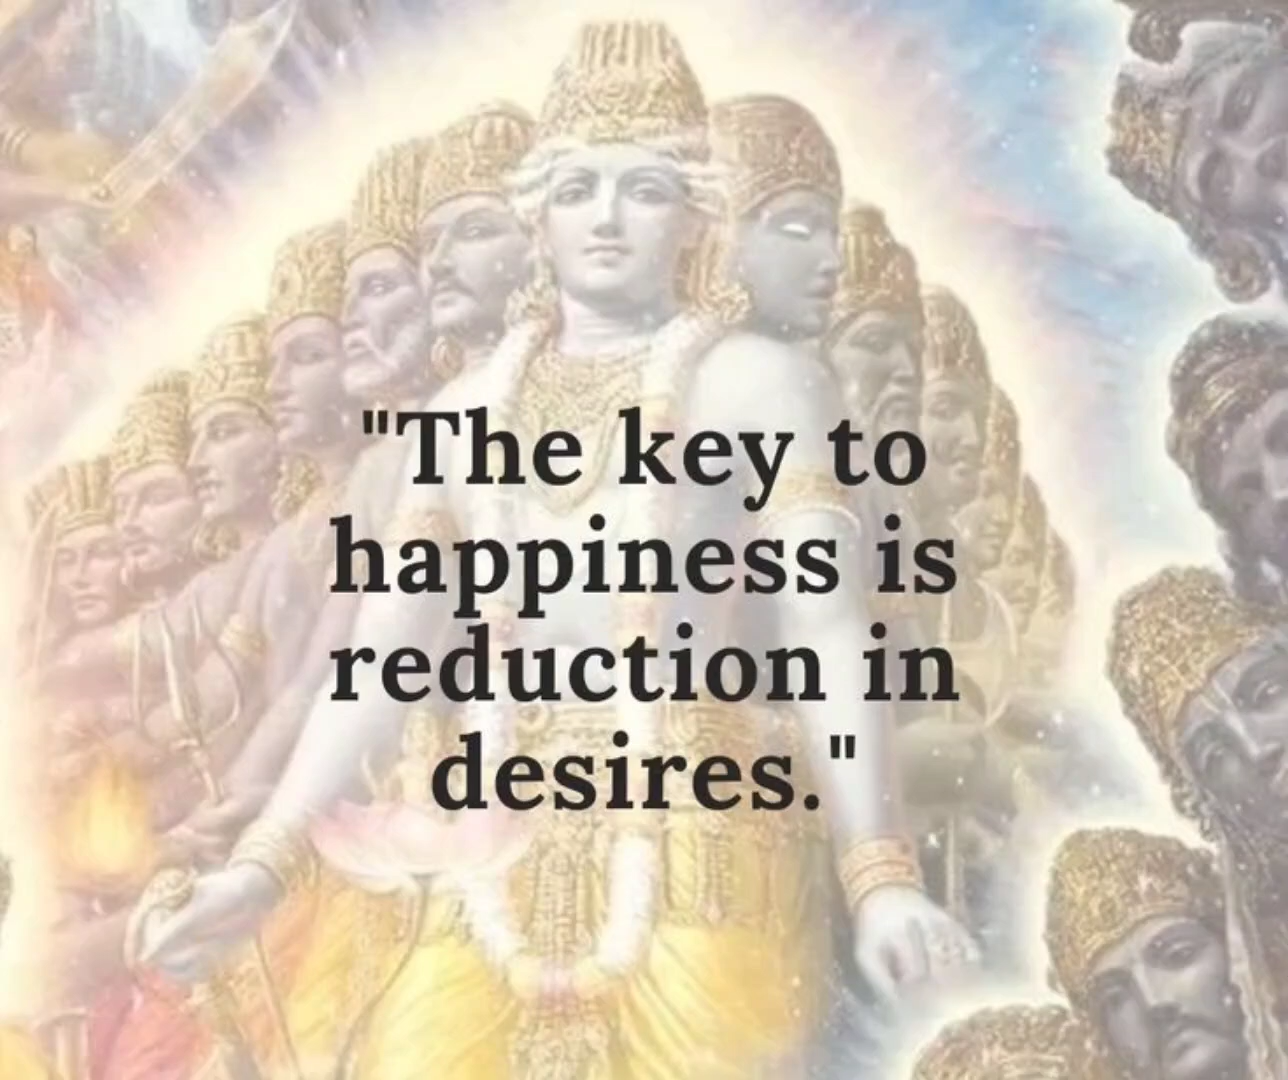 "The key to
happiness is
reduction in
desires."